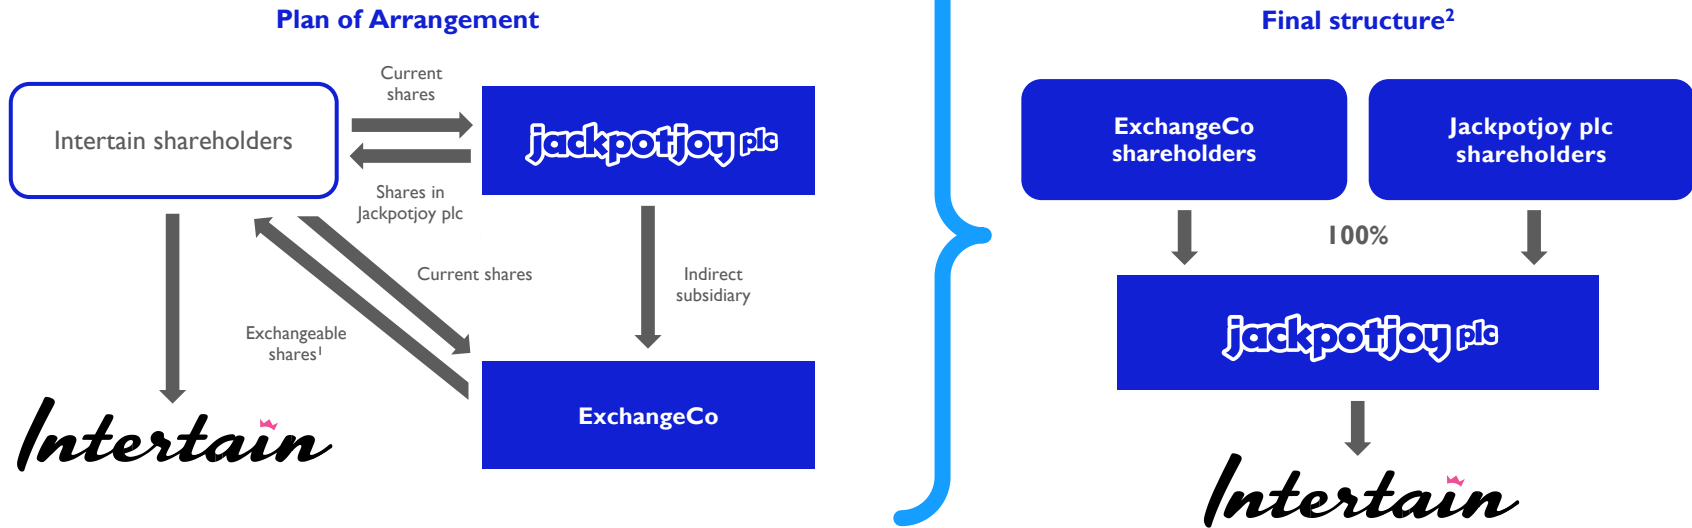 Plan of Arrangement
Current
shares
Intertain shareholders
jackpotjoy plc
Shares in
Jackpotjoy plc
Current shares
Indirect
subsidiary
Exchangeable
shares¹
Intertain
ExchangeCo
Final structure²
ExchangeCo
shareholders
Jackpotjoy plc
shareholders
100%
jackpotjoy plc
Intertain